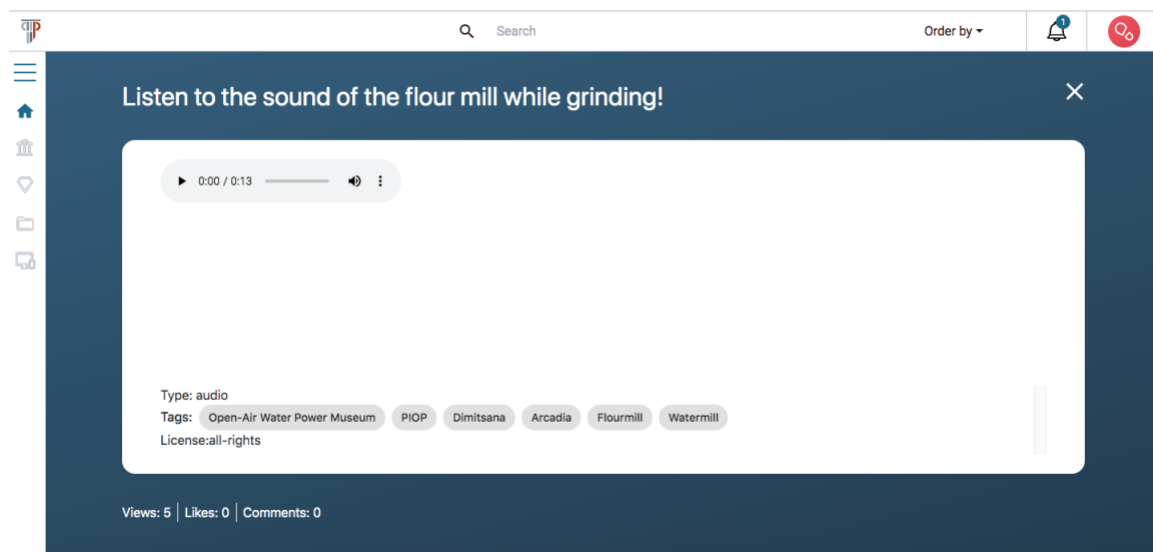 Search
Order by
1
Listen to the sound of the flour mill while grinding!
0:00 / 0:13
Type: audio
Tags: Open-Air Water Power Museum PIOP Dimitsana Arcadia Flourmill Watermill
License:all-rights
Views: 5 | Likes: 0 | Comments: 0